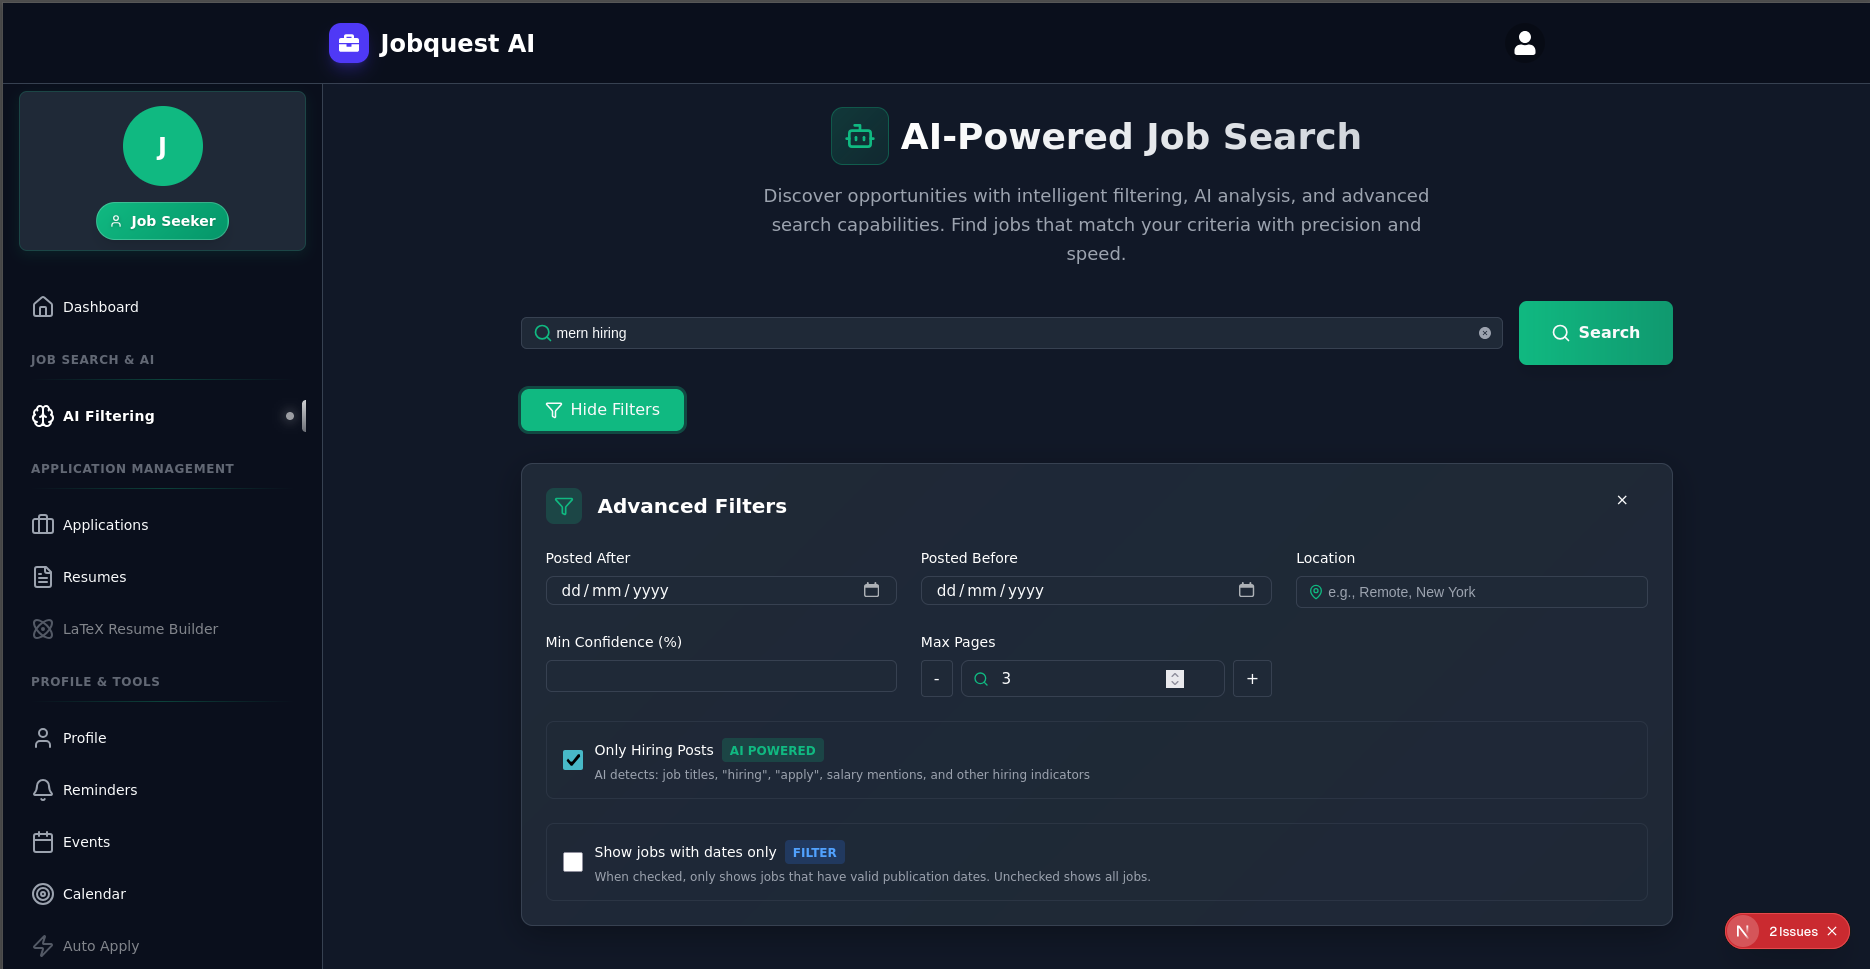 Jobquest AI
J
Job Seeker
Dashboard
JOB SEARCH & AI
AI Filtering
APPLICATION MANAGEMENT
Applications
Resumes
LaTeX Resume Builder
PROFILE & TOOLS
Profile
Reminders
Events
Calendar
Auto Apply
AI-Powered Job Search
Discover opportunities with intelligent filtering, AI analysis, and advanced
search capabilities. Find jobs that match your criteria with precision and
speed.
mern hiring
Search
Hide Filters
Advanced Filters
Posted After
dd/mm/yyyy
Posted Before
dd/mm/yyyy
Location
e.g., Remote, New York
Min Confidence (%)
Max Pages
- 3 +
Only Hiring Posts AI POWERED
AI detects: job titles, "hiring", "apply", salary mentions, and other hiring indicators
Show jobs with dates only FILTER
When checked, only shows jobs that have valid publication dates. Unchecked shows all jobs.
N 2 Issues